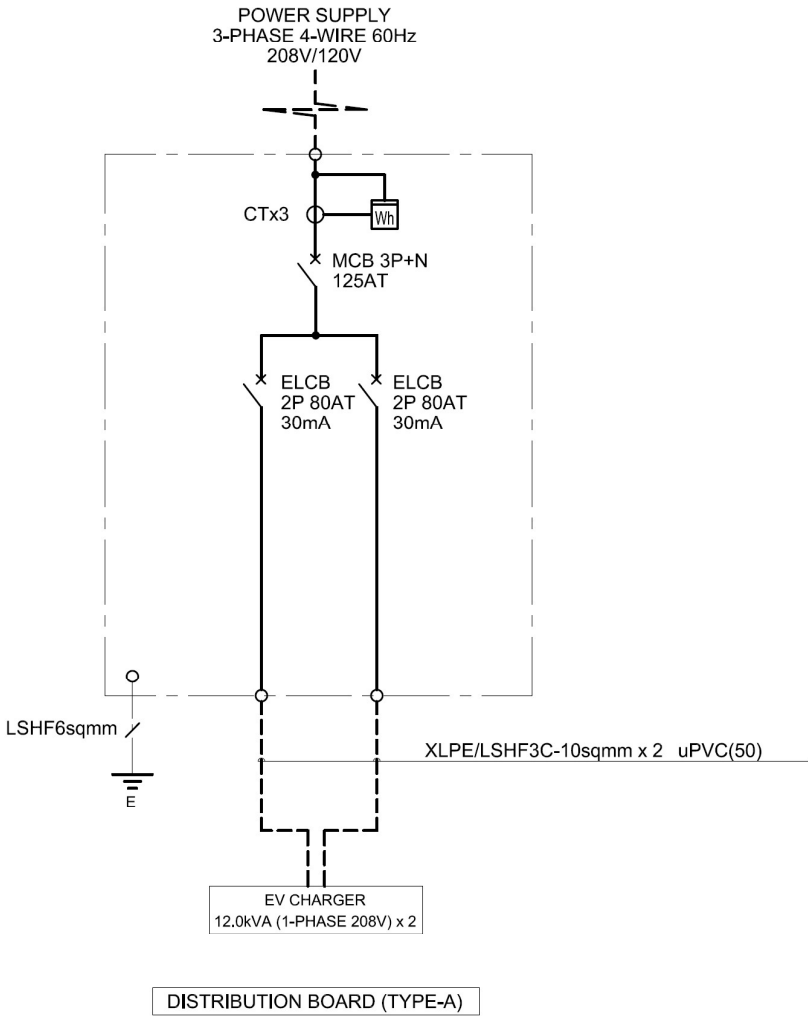 POWER SUPPLY
3-PHASE 4-WIRE 60Hz
208V/120V
CTx3
Wh
MCB 3P+N
125AT
ELCB
2P 80AT
30mA
ELCB
2P 80AT
30mA
LSHF6sqmm
E
XLPE/LSHF3C-10sqmm x 2 uPVC(50)
EV CHARGER
12.0kVA (1-PHASE 208V) x 2
DISTRIBUTION BOARD (TYPE-A)